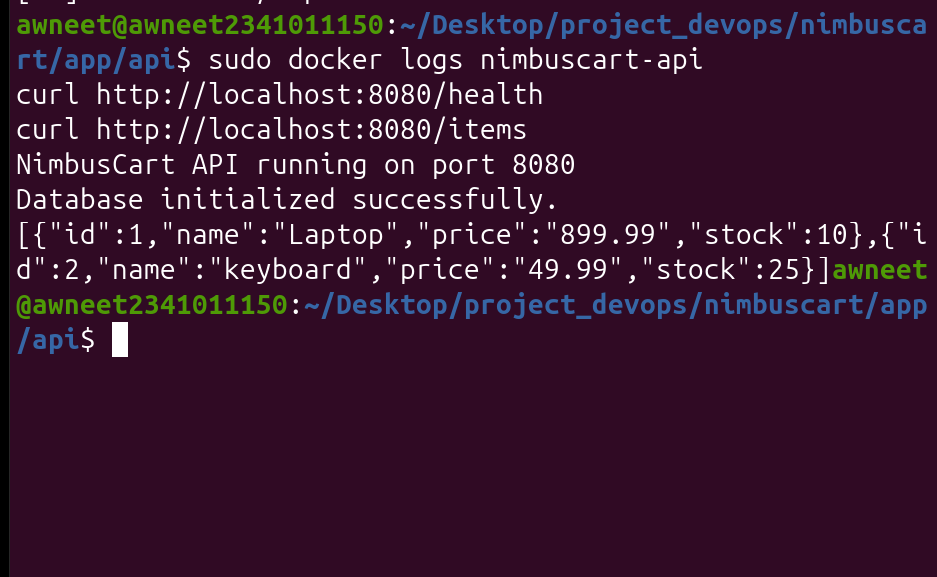 awneet@awneet2341011150:~/Desktop/project_devops/nimbusca
rt/app/api$ sudo docker logs nimbuscart-api
curl http://localhost:8080/health
curl http://localhost:8080/items
NimbusCart API running on port 8080
Database initialized successfully.
[{"id":1,"name":"Laptop","price":"899.99","stock":10},{"i
d":2,"name":"keyboard","price":"49.99","stock":25}]awneet
@awneet2341011150:~/Desktop/project_devops/nimbuscart/app
/api$